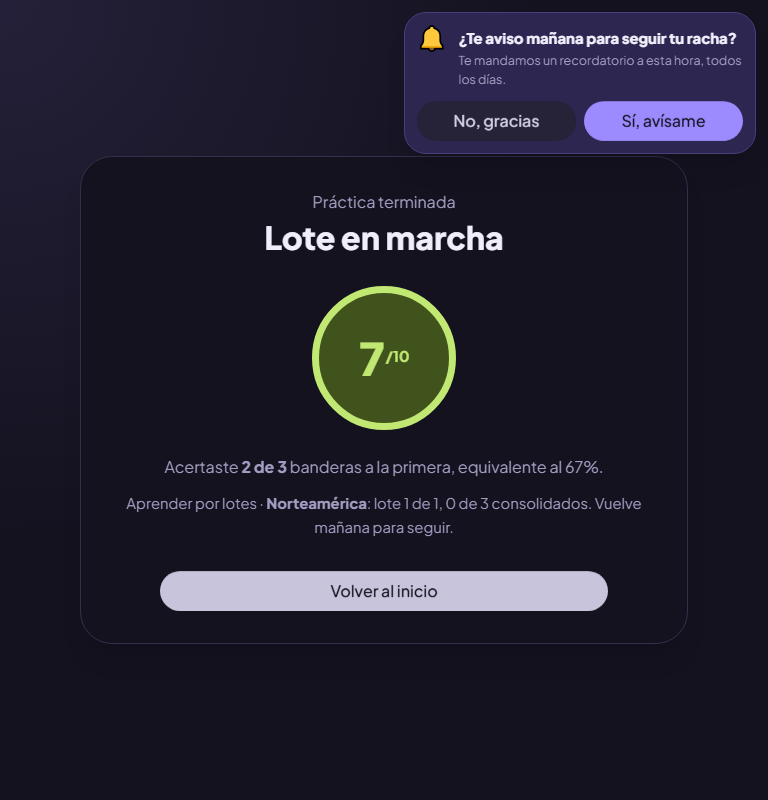 ¿Te aviso mañana para seguir tu racha?
Te mandamos un recordatorio a esta hora, todos
los días.
No, gracias
Sí, avísame
Práctica terminada
Lote en marcha
7/10
Acertaste 2 de 3 banderas a la primera, equivalente al 67%.
Aprender por lotes · Norteamérica: lote 1 de 1, 0 de 3 consolidados. Vuelve
mañana para seguir.
Volver al inicio